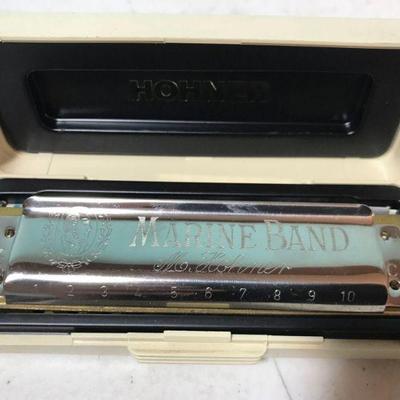 HOHNER
MARINE BAND
M. Hohner
C
1 2 3 4 5 6 7 8 9 10